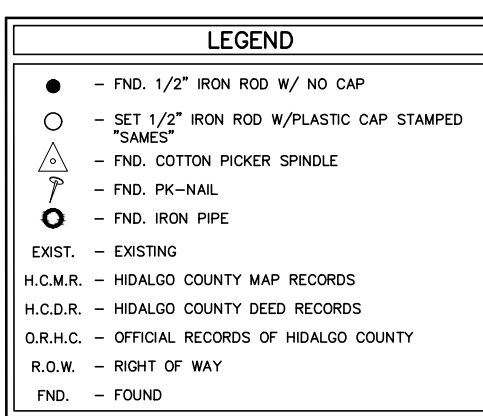 LEGEND
– FND. 1/2" IRON ROD W/ NO CAP
– SET 1/2" IRON ROD W/PLASTIC CAP STAMPED
"SAMES"
– FND. COTTON PICKER SPINDLE
– FND. PK–NAIL
– FND. IRON PIPE
EXIST. – EXISTING
H.C.M.R. – HIDALGO COUNTY MAP RECORDS
H.C.D.R. – HIDALGO COUNTY DEED RECORDS
O.R.H.C. – OFFICIAL RECORDS OF HIDALGO COUNTY
R.O.W. – RIGHT OF WAY
FND. – FOUND